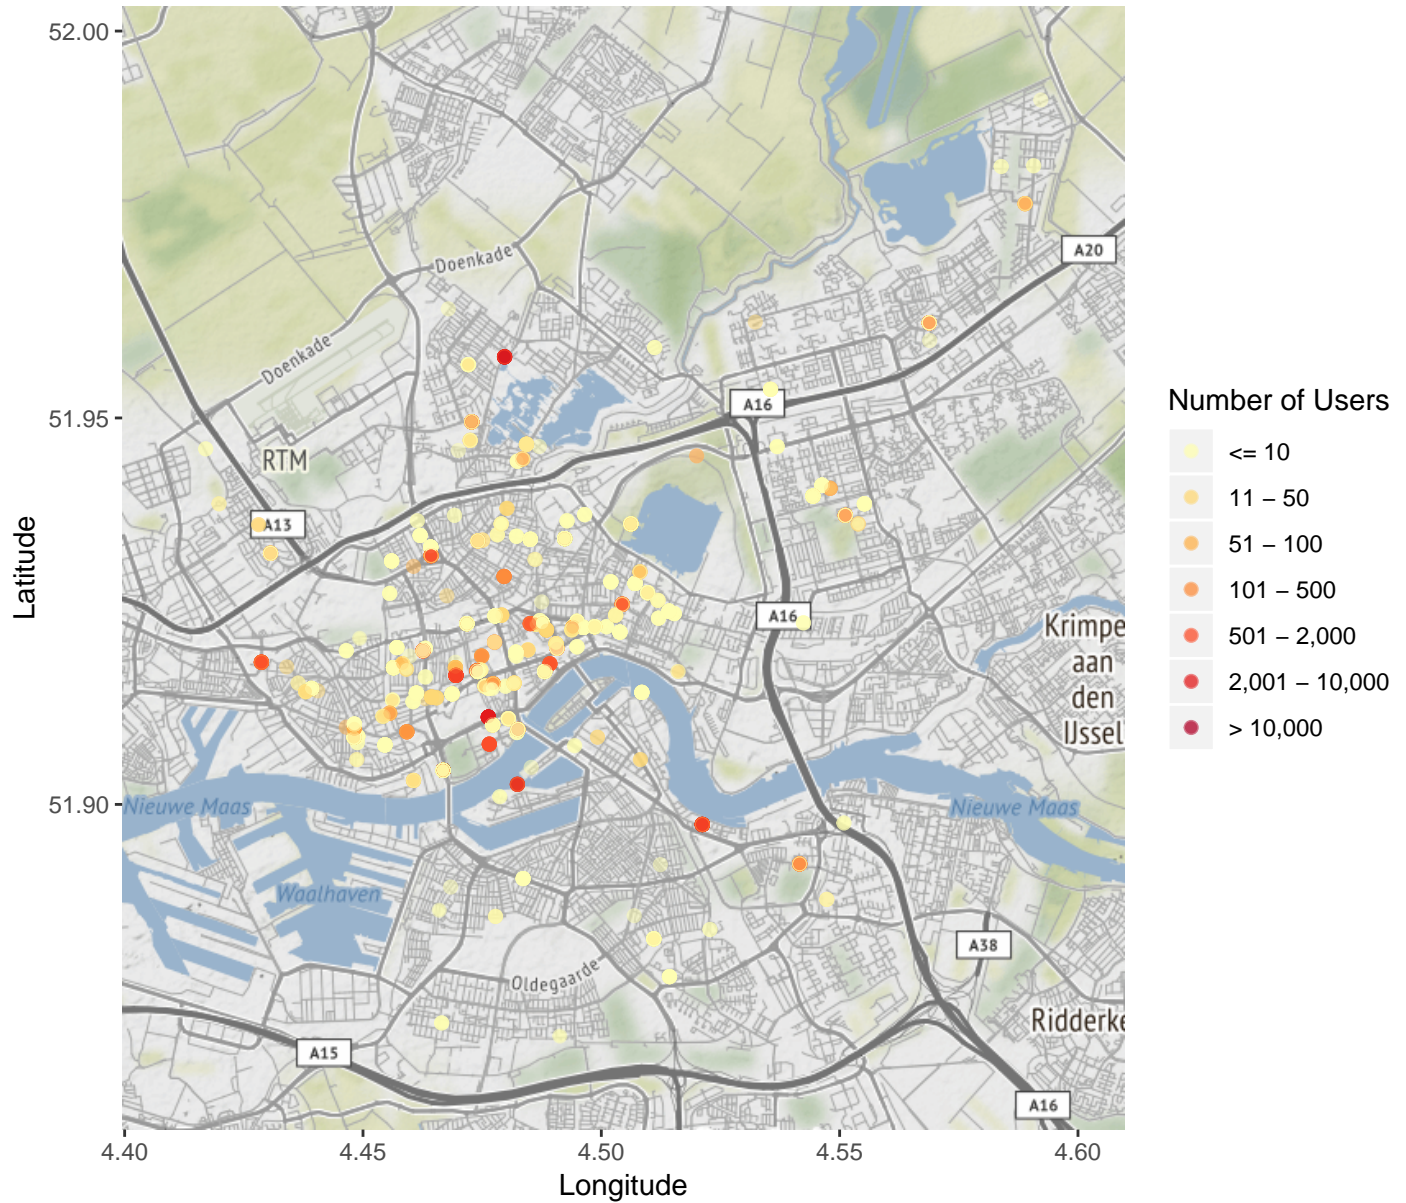 52.00
51.95
51.90
Latitude
4.40
4.45
4.50
4.55
4.60
Longitude
Doenkade
A20
Doenkade
A16
RTM
A13
A16
Krimpe
aan
den
IJssel
Nieuwe Maas
Nieuwe Maas
Waalhaven
A38
Oldegaarde
Ridderke
A15
A16
Number of Users
<= 10
11 – 50
51 – 100
101 – 500
501 – 2,000
2,001 – 10,000
> 10,000